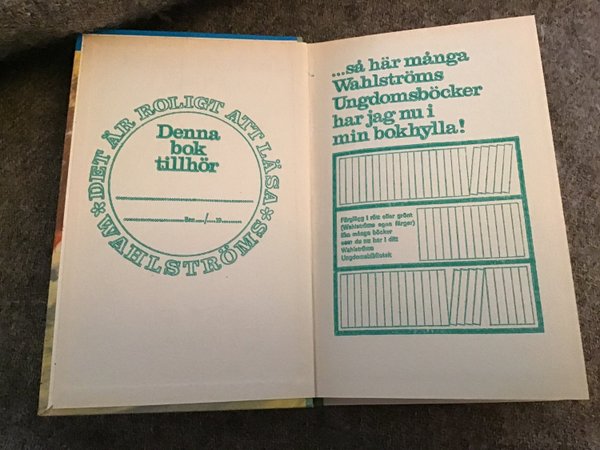 *DET ÄR ROLIGT ATT LÄSA*
WAHLSTRÖMS
Denna
bok
tillhör
...så här många
Wahlströms
Ungdomsböcker
har jag nu i
min bokhylla!
Färglägg i rött eller grönt
(Wahlströms egna färger)
lika många böcker
som du nu har i ditt
Wahlströms
Ungdomsbibliotek